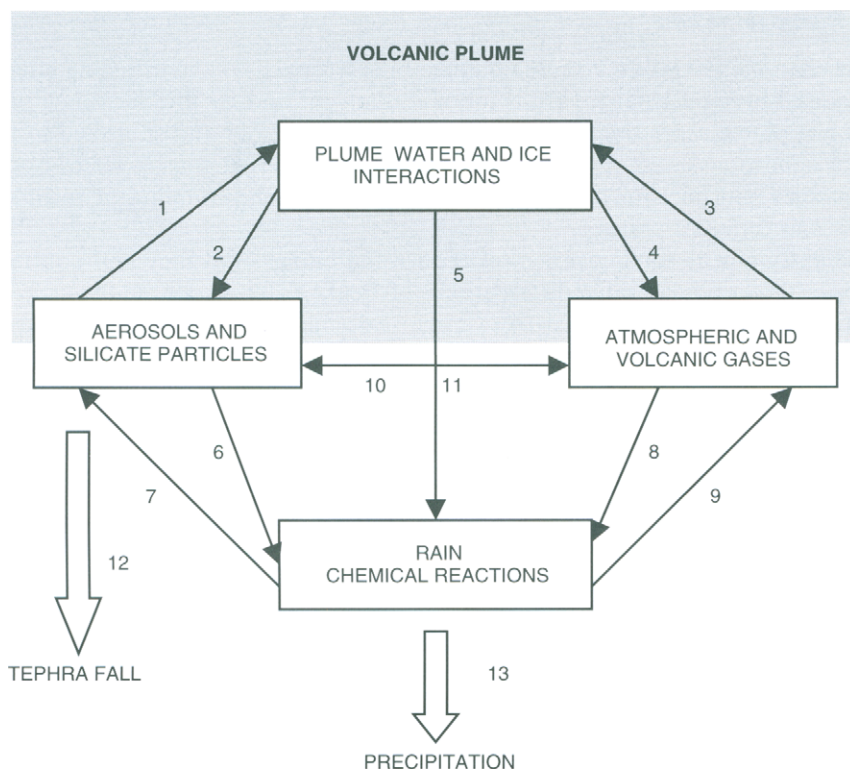 VOLCANIC PLUME
PLUME WATER AND ICE
INTERACTIONS
1
3
2
4
5
AEROSOLS AND
SILICATE PARTICLES
ATMOSPHERIC AND
VOLCANIC GASES
10
11
6
8
7
9
RAIN
CHEMICAL REACTIONS
12
TEPHRA FALL
13
PRECIPITATION